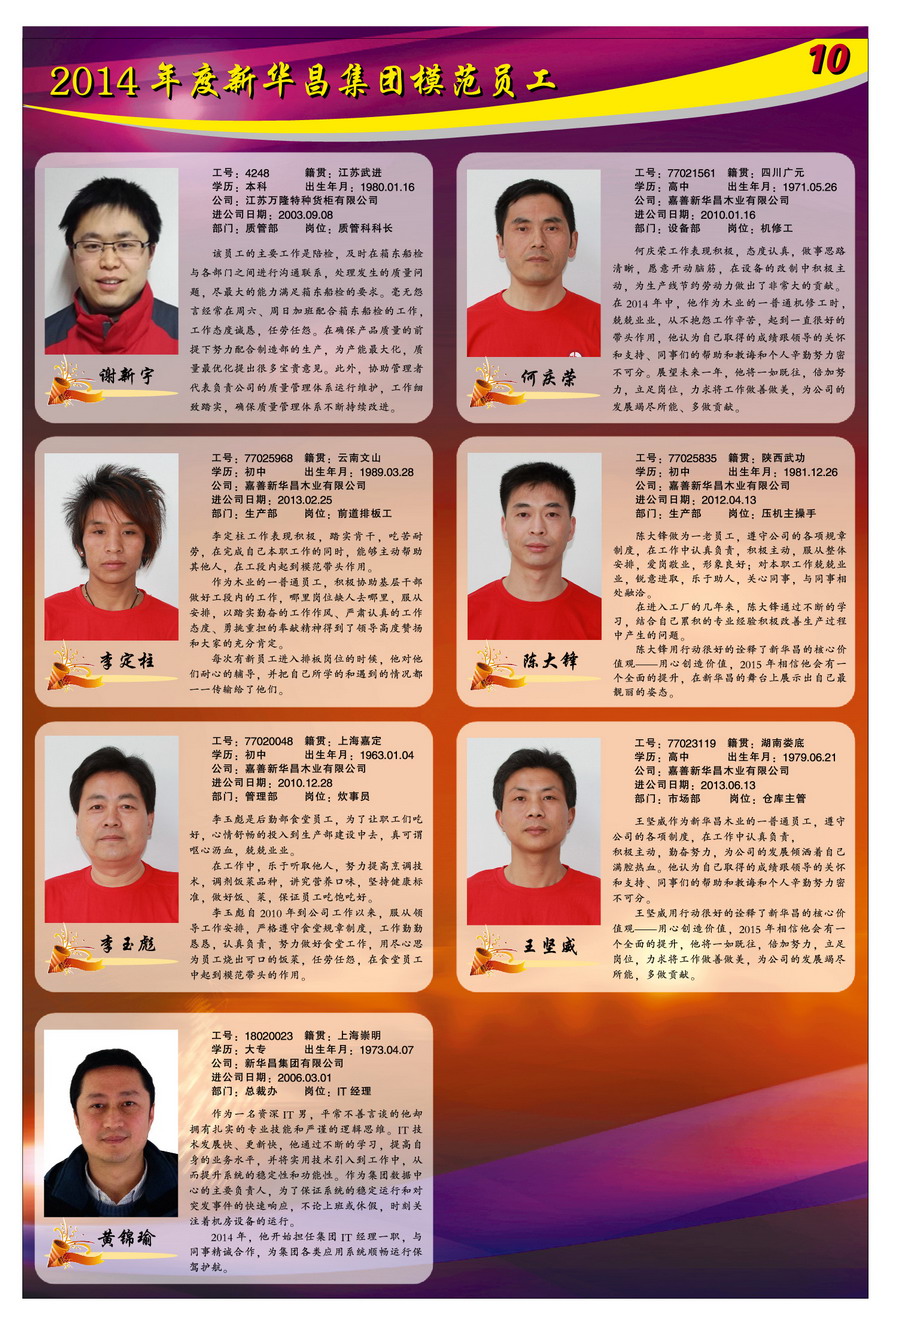 2014 年度新华昌集团模范员工
10
工号：4248 籍贯：江苏武进
学历：本科 出生年月：1980.01.16
公司：江苏万隆特种货柜有限公司
进公司日期：2003.09.08
部门：质管部 岗位：质管科科长
该员工的主要工作是陪检，及时在箱东船检
与各部门之间进行沟通联系，处理发生的质量问
题，尽最大的能力满足箱东船检的要求。毫无怨
言经常在周六、周日加班配合箱东船检的工作，
工作态度诚恳，任劳任怨。在确保产品质量的前
提下努力配合制造部的生产，为产能最大化，质
量最优化提出很多宝贵意见。此外，协助管理者
代表负责公司的质量管理体系运行维护，工作细
致踏实，确保质量管理体系不断持续改进。
谢新宇
工号：77021561 籍贯：四川广元
学历：高中 出生年月：1971.05.26
公司：嘉善新华昌木业有限公司
进公司日期：2010.01.16
部门：设备部 岗位：机修工
何庆荣工作表现积极，态度认真，做事思路
清晰，愿意开动脑筋，在设备的改制中积极主
动，为生产线节约劳动力做出了非常大的贡献。
在 2014 年中，他作为木业的一普通机修工时，
兢兢业业，从不抱怨工作辛苦，起到一直很好的
带头作用，他认为自己取得的成绩跟领导的关怀
和支持、同事们的帮助和教诲和个人辛勤努力密
不可分。展望未来一年，他将一如既往，倍加努
力，立足岗位，力求将工作做善做美，为公司的
发展竭尽所能、多做贡献。
何庆荣
工号：77025968 籍贯：云南文山
学历：初中 出生年月：1989.03.28
公司：嘉善新华昌木业有限公司
进公司日期：2013.02.25
部门：生产部 岗位：前道排板工
李定柱工作表现积极，踏实肯干，吃苦耐
劳，在完成自己本职工作的同时，能够主动帮助
其他人，在工段内起到模范带头作用。
作为木业的一普通员工，积极协助基层干部
做好工段内的工作，哪里岗位缺人去哪里，服从
安排，以踏实勤奋的工作作风、严肃认真的工作
态度、勇挑重担的奉献精神得到了领导高度赞扬
和大家的充分肯定。
每次有新员工进入排板岗位的时候，他对他
们耐心的辅导，并把自己所学的和遇到的情况都
一一传输给了他们。
李定柱
工号：77025835 籍贯：陕西武功
学历：初中 出生年月：1981.12.26
公司：嘉善新华昌木业有限公司
进公司日期：2012.04.13
部门：生产部 岗位：压机主操手
陈大锋做为一老员工，遵守公司的各项规章
制度，在工作中认真负责，积极主动，服从整体
安排，爱岗敬业，形象良好；对本职工作兢兢业
业，锐意进取，乐于助人，关心同事，与同事相
处融洽。
在进入工厂的几年来，陈大锋通过不断的学
习，结合自己累积的专业经验积极改善生产过程
中产生的问题。
陈大锋用行动很好的诠释了新华昌的核心价
值观——用心创造价值，2015 年相信他会有一
个全面的提升，在新华昌的舞台上展示出自己最
靓丽的姿态。
陈大锋
工号：77020048 籍贯：上海嘉定
学历：初中 出生年月：1963.01.04
公司：嘉善新华昌木业有限公司
进公司日期：2010.12.28
部门：管理部 岗位：炊事员
李玉彪是后勤部食堂员工，为了让职工们吃
好，心情舒畅的投入到生产部建设中去，真可谓
呕心沥血，兢兢业业。
在工作中，乐于听取他人，努力提高烹调技
术，调剂饭菜品种，讲究营养口味，坚持健康标
准，做好饭、菜，保证员工吃饱吃好。
李玉彪自 2010 年到公司工作以来，服从领
导工作安排，严格遵守食堂规章制度，工作勤勤
恳恳，认真负责，努力做好食堂工作，用尽心思
为员工烧出可口的饭菜，任劳任怨，在食堂员工
中起到模范带头的作用。
李玉彪
工号：77023119 籍贯：湖南娄底
学历：高中 出生年月：1979.06.21
公司：嘉善新华昌木业有限公司
进公司日期：2013.06.13
部门：市场部 岗位：仓库主管
王坚威作为新华昌木业的一普通员工，遵守
公司的各项制度，在工作中认真负责，
积极主动，勤奋努力，为公司的发展倾洒着自己
满腔热血。他认为自己取得的成绩跟领导的关怀
和支持、同事们的帮助和教诲和个人辛勤努力密
不可分。
王坚威用行动很好的诠释了新华昌的核心价
值观——用心创造价值，2015 年相信他会有一
个全面的提升，他将一如既往，倍加努力，立足
岗位，力求将工作做善做美，为公司的发展竭尽
所能，多做贡献。
王坚威
工号：18020023 籍贯：上海崇明
学历：大专 出生年月：1973.04.07
公司：新华昌集团有限公司
进公司日期：2006.03.01
部门：总裁办 岗位：IT 经理
作为一名资深 IT 男，平常不善言谈的他却
拥有扎实的专业技能和严谨的逻辑思维。IT 技
术发展快、更新快，他通过不断的学习，提高自
身的业务水平，并将实用技术引入到工作中，从
而提升系统的稳定性和功能性。作为集团数据中
心的主要负责人，为了保证系统的稳定运行和对
突发事件的快速响应，不论上班或休假，时刻关
注着机房设备的运行。
2014 年，他开始担任集团 IT 经理一职，与
同事精诚合作，为集团各类应用系统顺畅运行保
驾护航。
黄锦瑜